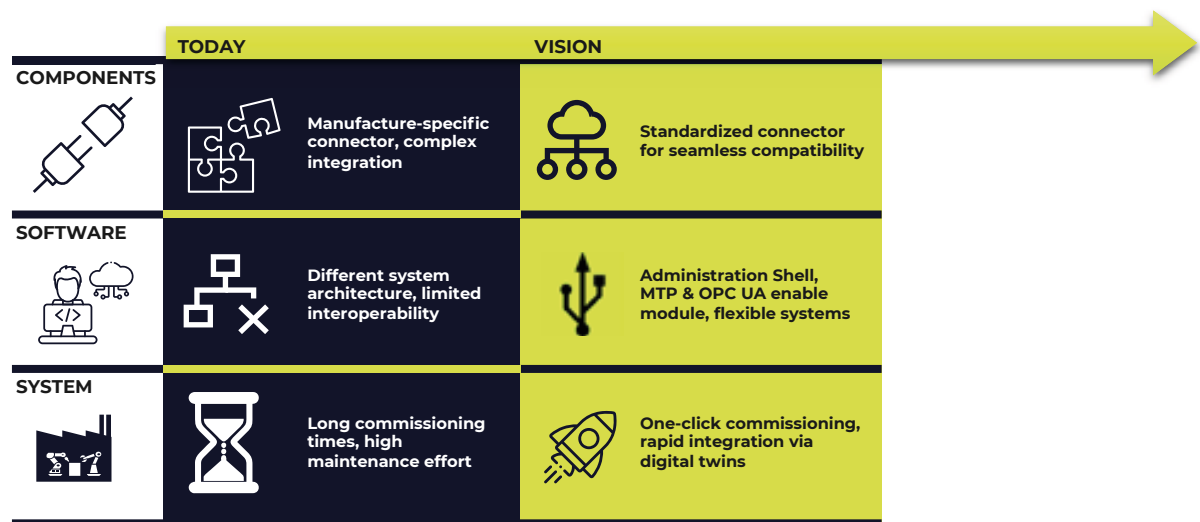 TODAY
VISION
COMPONENTS
Manufacture-specific
connector, complex
integration
Standardized connector
for seamless compatibility
SOFTWARE
</>
Different system
architecture, limited
interoperability
Administration Shell,
MTP & OPC UA enable
module, flexible systems
SYSTEM
Long commissioning
times, high
maintenance effort
One-click commissioning,
rapid integration via
digital twins